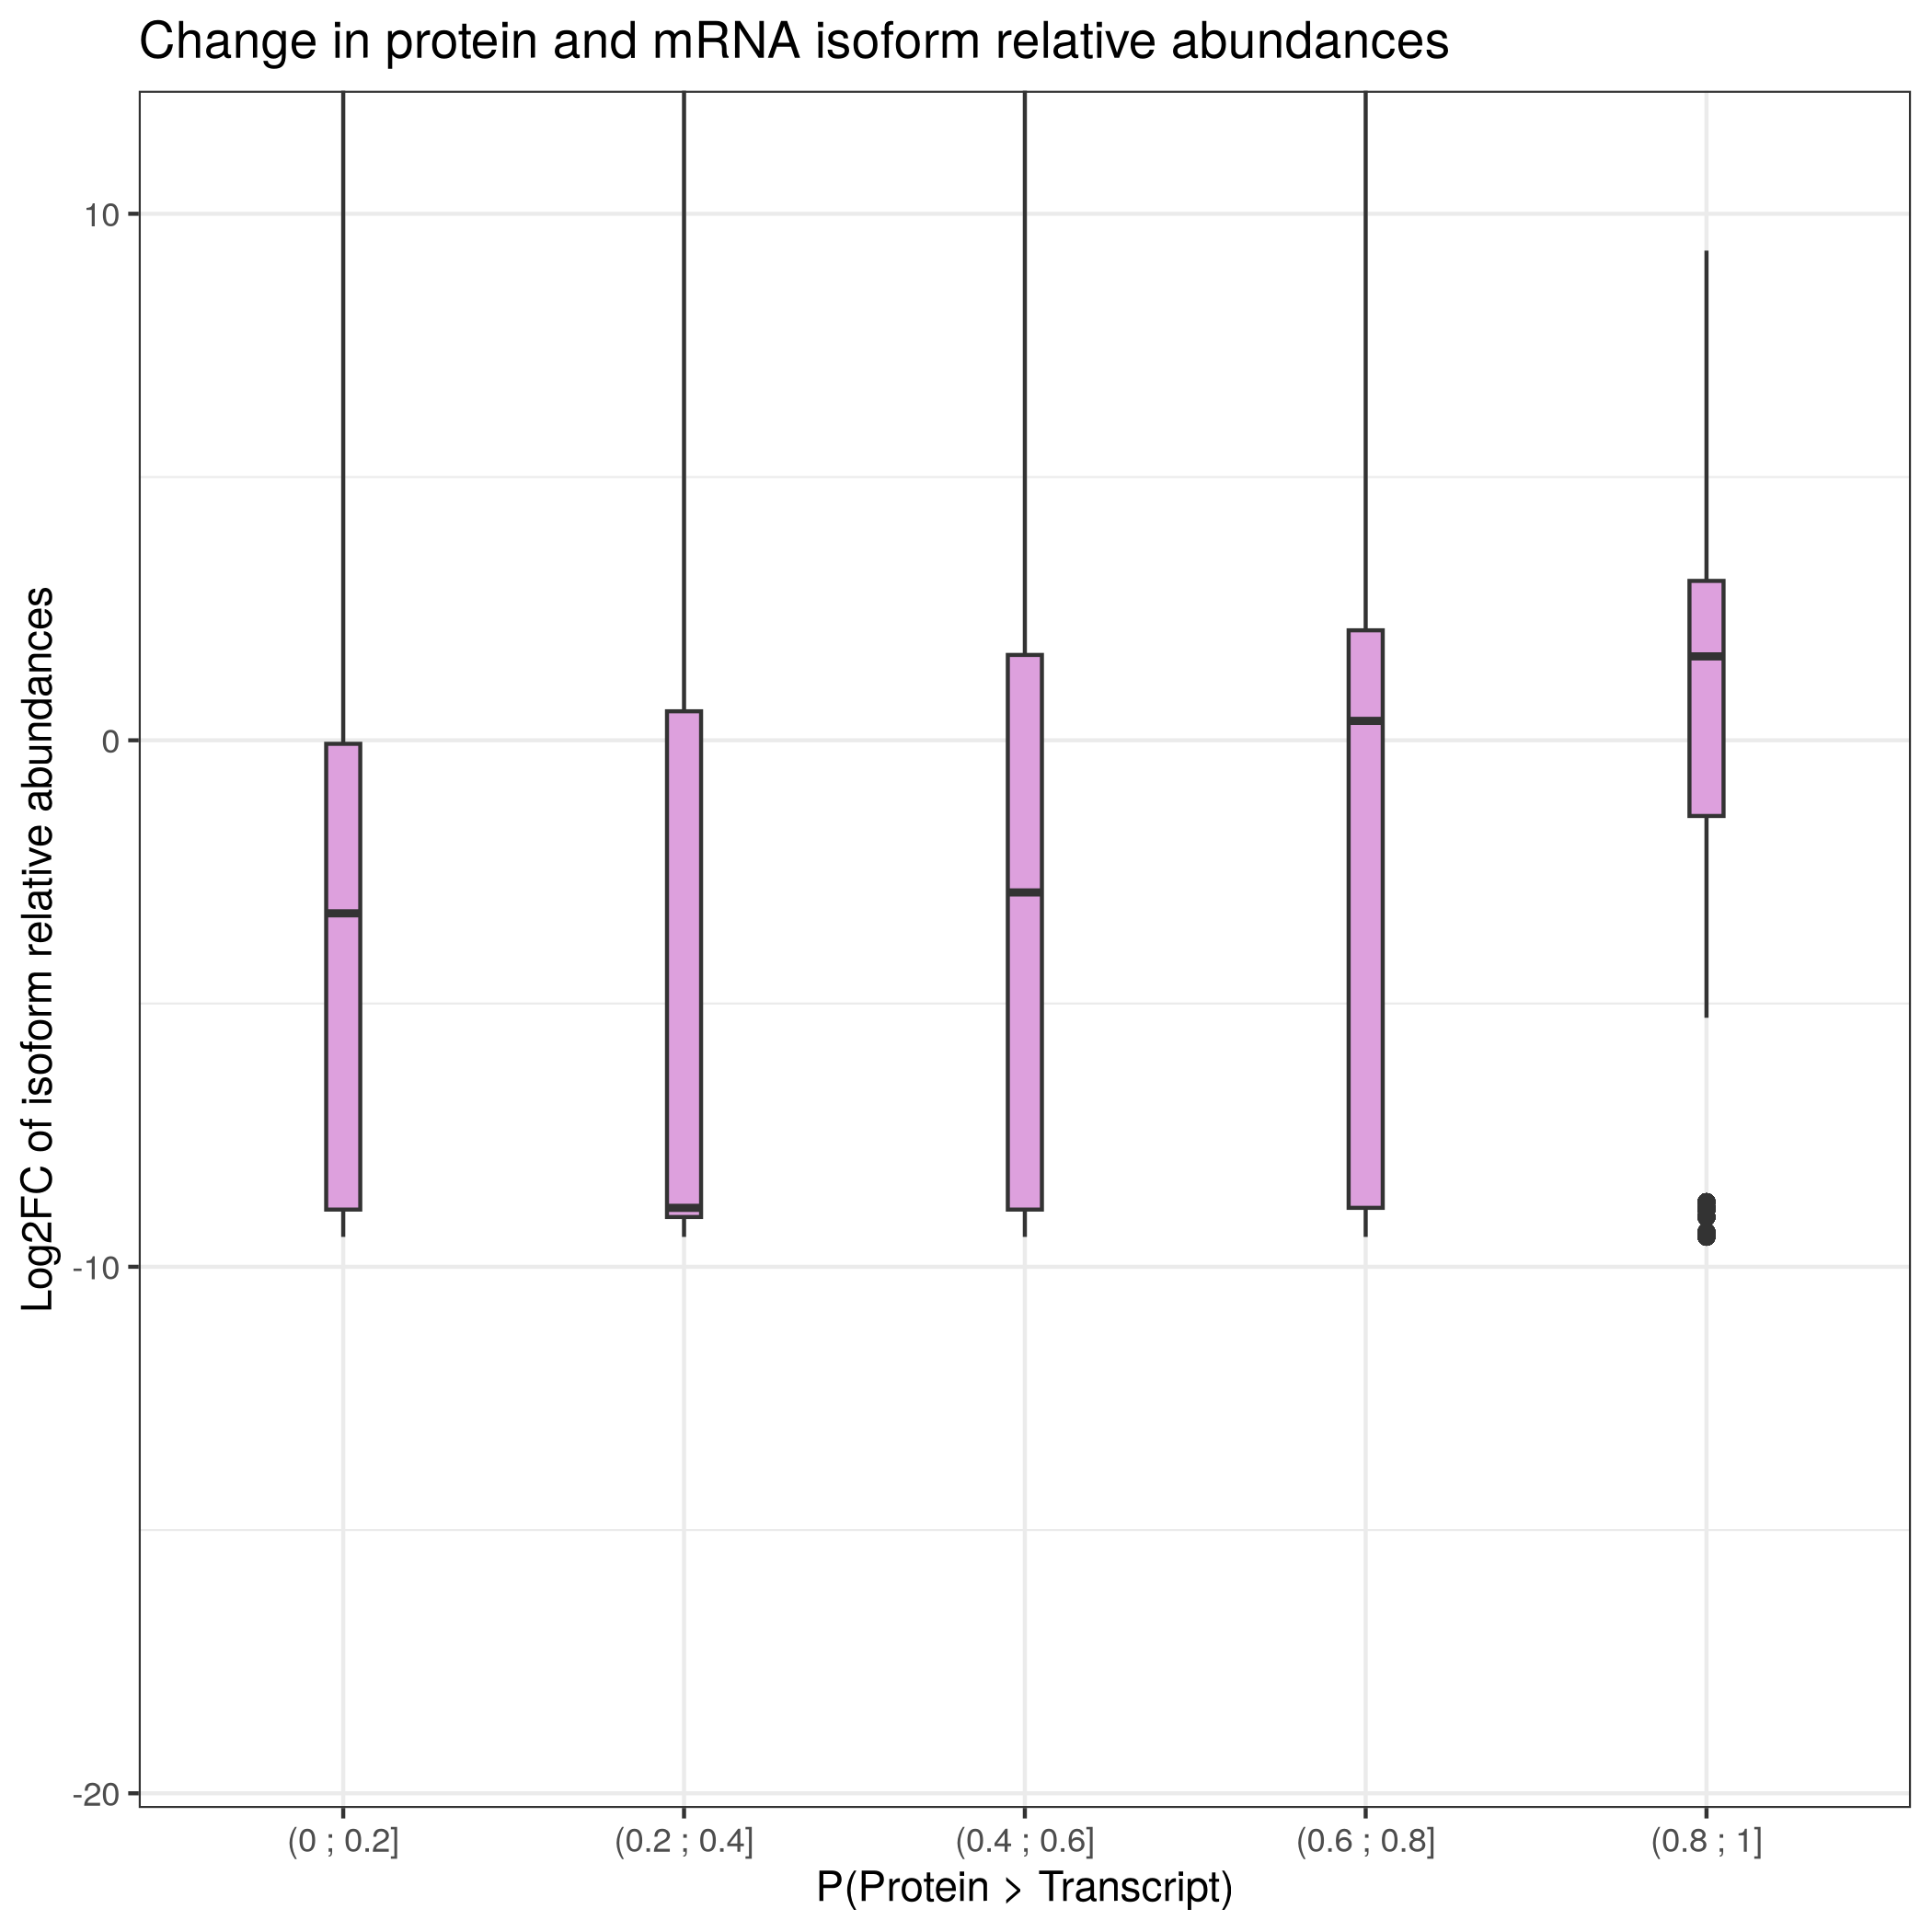 Change in protein and mRNA isoform relative abundances
Log2FC of isoform relative abundances
10
0
-10
-20
(0 ; 0.2]
(0.2 ; 0.4]
(0.4 ; 0.6]
(0.6 ; 0.8]
(0.8 ; 1]
P(Protein > Transcript)